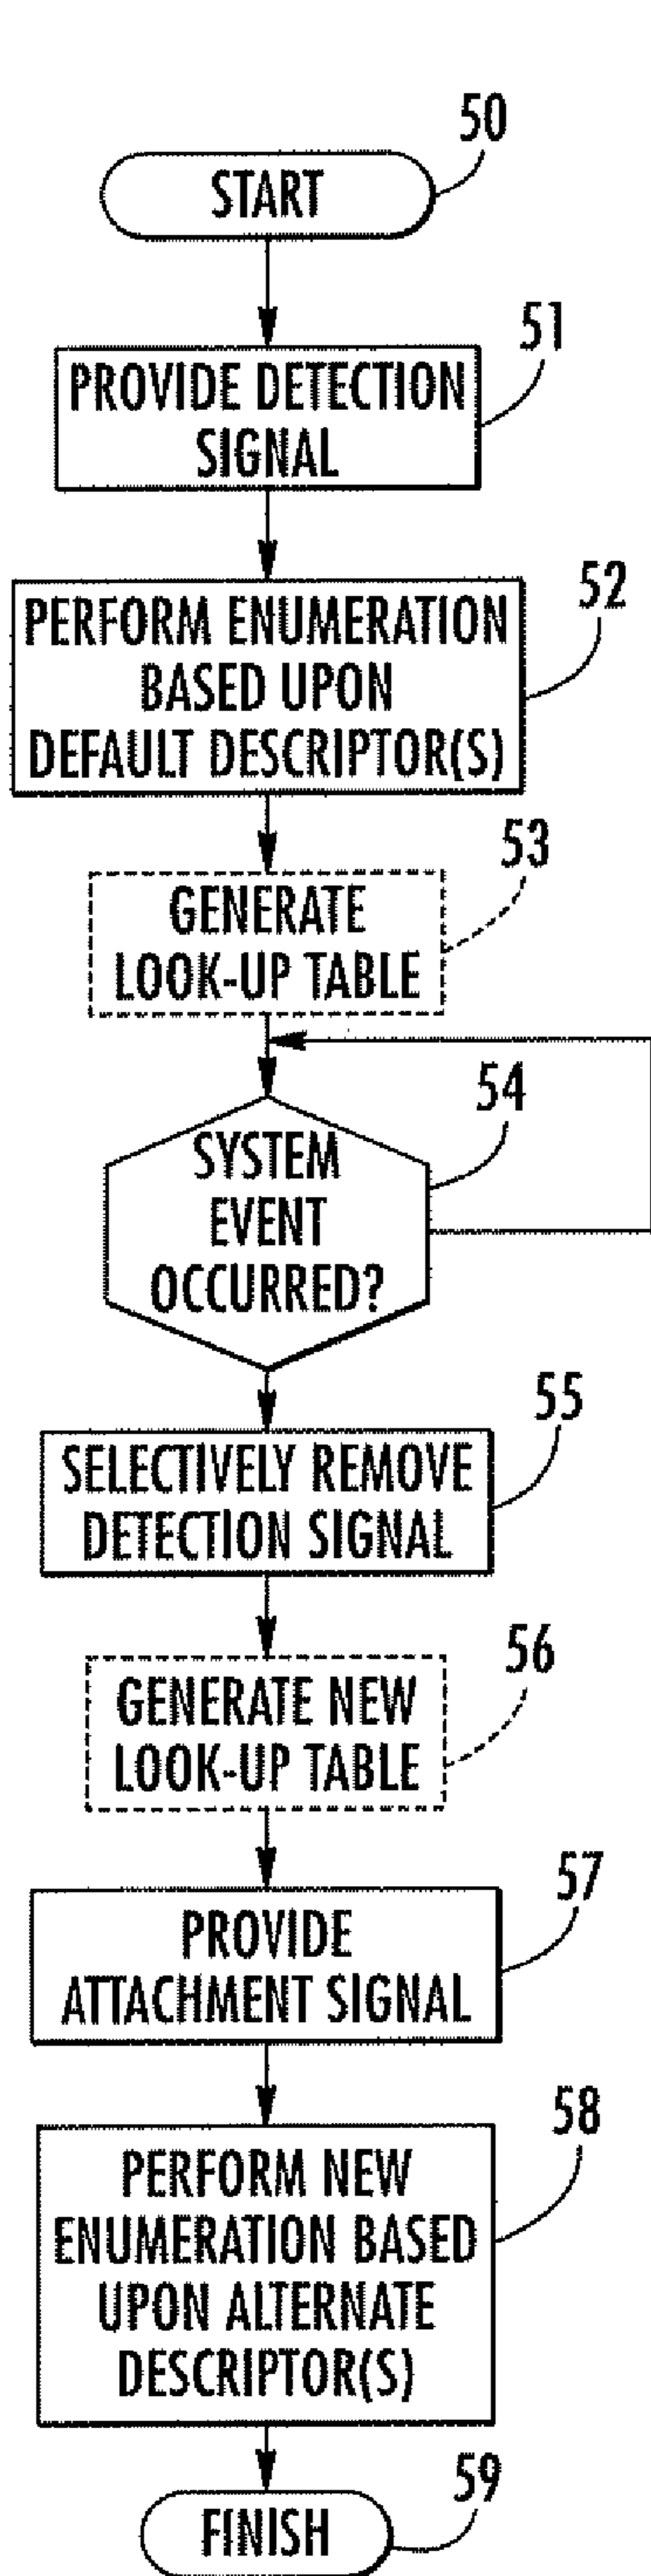 50
START
51
PROVIDE DETECTION
SIGNAL
52
PERFORM ENUMERATION
BASED UPON
DEFAULT DESCRIPTOR(S)
53
GENERATE
LOOK-UP TABLE
54
SYSTEM
EVENT
OCCURRED?
55
SELECTIVELY REMOVE
DETECTION SIGNAL
56
GENERATE NEW
LOOK-UP TABLE
57
PROVIDE
ATTACHMENT SIGNAL
58
PERFORM NEW
ENUMERATION BASED
UPON ALTERNATE
DESCRIPTOR(S)
59
FINISH